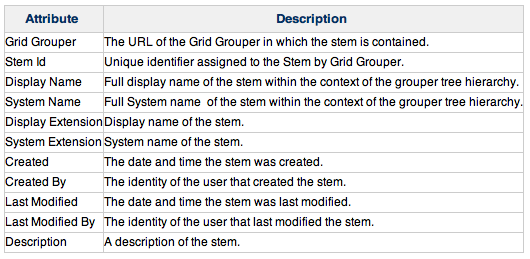 Attribute Description
Grid Grouper The URL of the Grid Grouper in which the stem is contained.
Stem Id Unique identifier assigned to the Stem by Grid Grouper.
Display Name Full display name of the stem within the context of the grouper tree hierarchy.
System Name Full System name of the stem within the context of the grouper tree hierarchy.
Display Extension Display name of the stem.
System Extension System name of the stem.
Created The date and time the stem was created.
Created By The identity of the user that created the stem.
Last Modified The date and time the stem was last modified.
Last Modified By The identity of the user that last modified the stem.
Description A description of the stem.